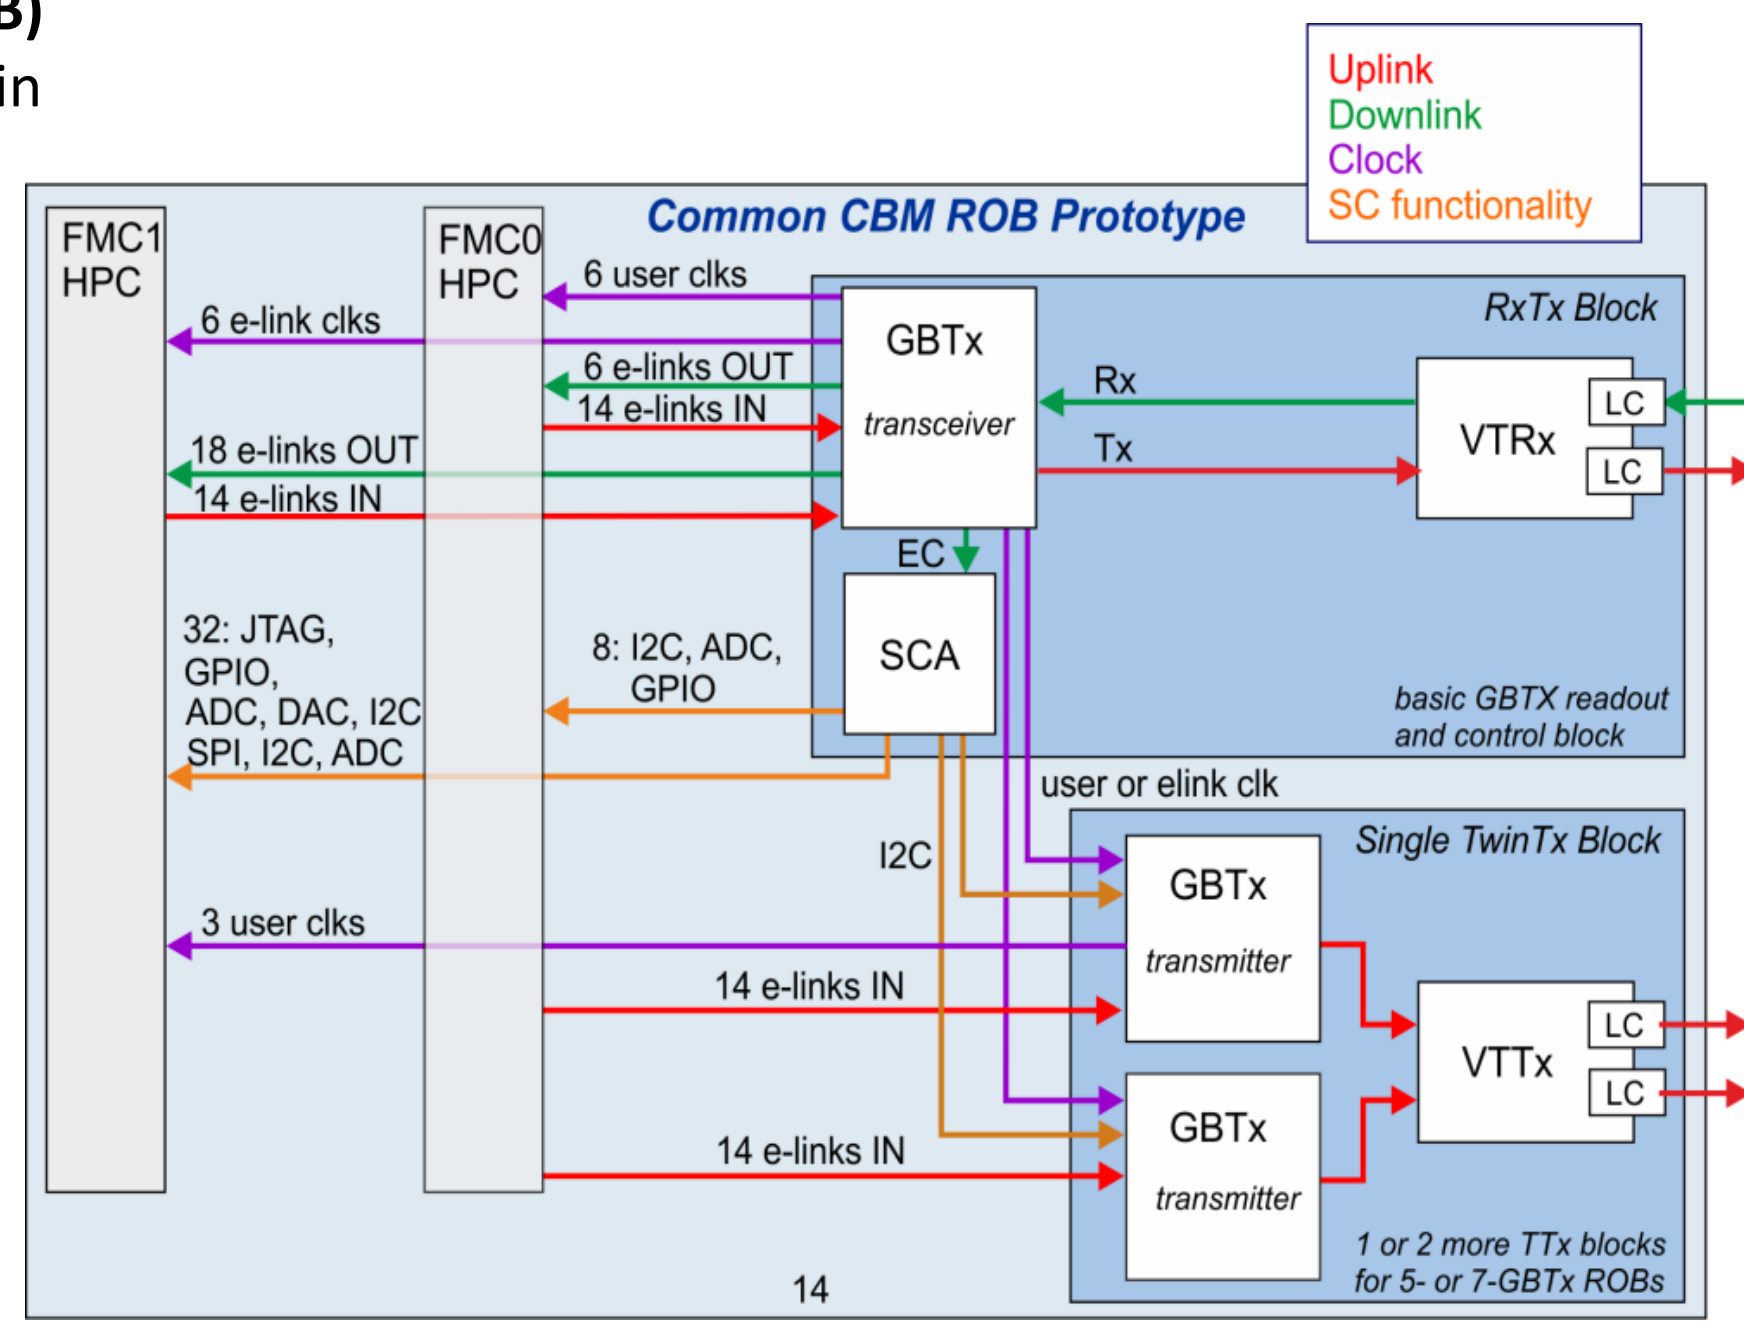 B)
in
Uplink
Downlink
Clock
SC functionality
Common CBM ROB Prototype
FMC1
HPC
FMC0
HPC
6 user clks
6 e-link clks
6 e-links OUT
14 e-links IN
18 e-links OUT
14 e-links IN
GBTx
transceiver
RxTx Block
Rx
Tx
VTRx
LC
LC
EC
SCA
32: JTAG,
GPIO,
ADC, DAC, I2C
SPI, I2C, ADC
8: I2C, ADC,
GPIO
basic GBTX readout
and control block
user or elink clk
I2C
Single TwinTx Block
GBTx
transmitter
3 user clks
14 e-links IN
VTTx
LC
LC
GBTx
transmitter
14 e-links IN
1 or 2 more TTx blocks
for 5- or 7-GBTx ROBs
14